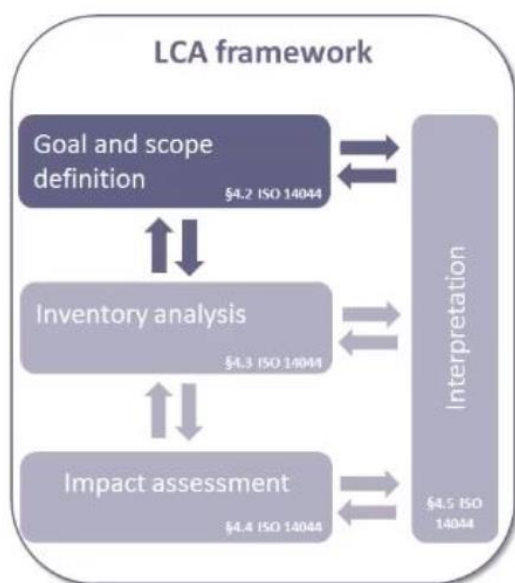 LCA framework
Goal and scope
definition
§4.2 ISO 14044
Inventory analysis
§4.3 ISO 14044
Impact assessment
§4.4 ISO 14044
Interpretation
§4.5 ISO
14044